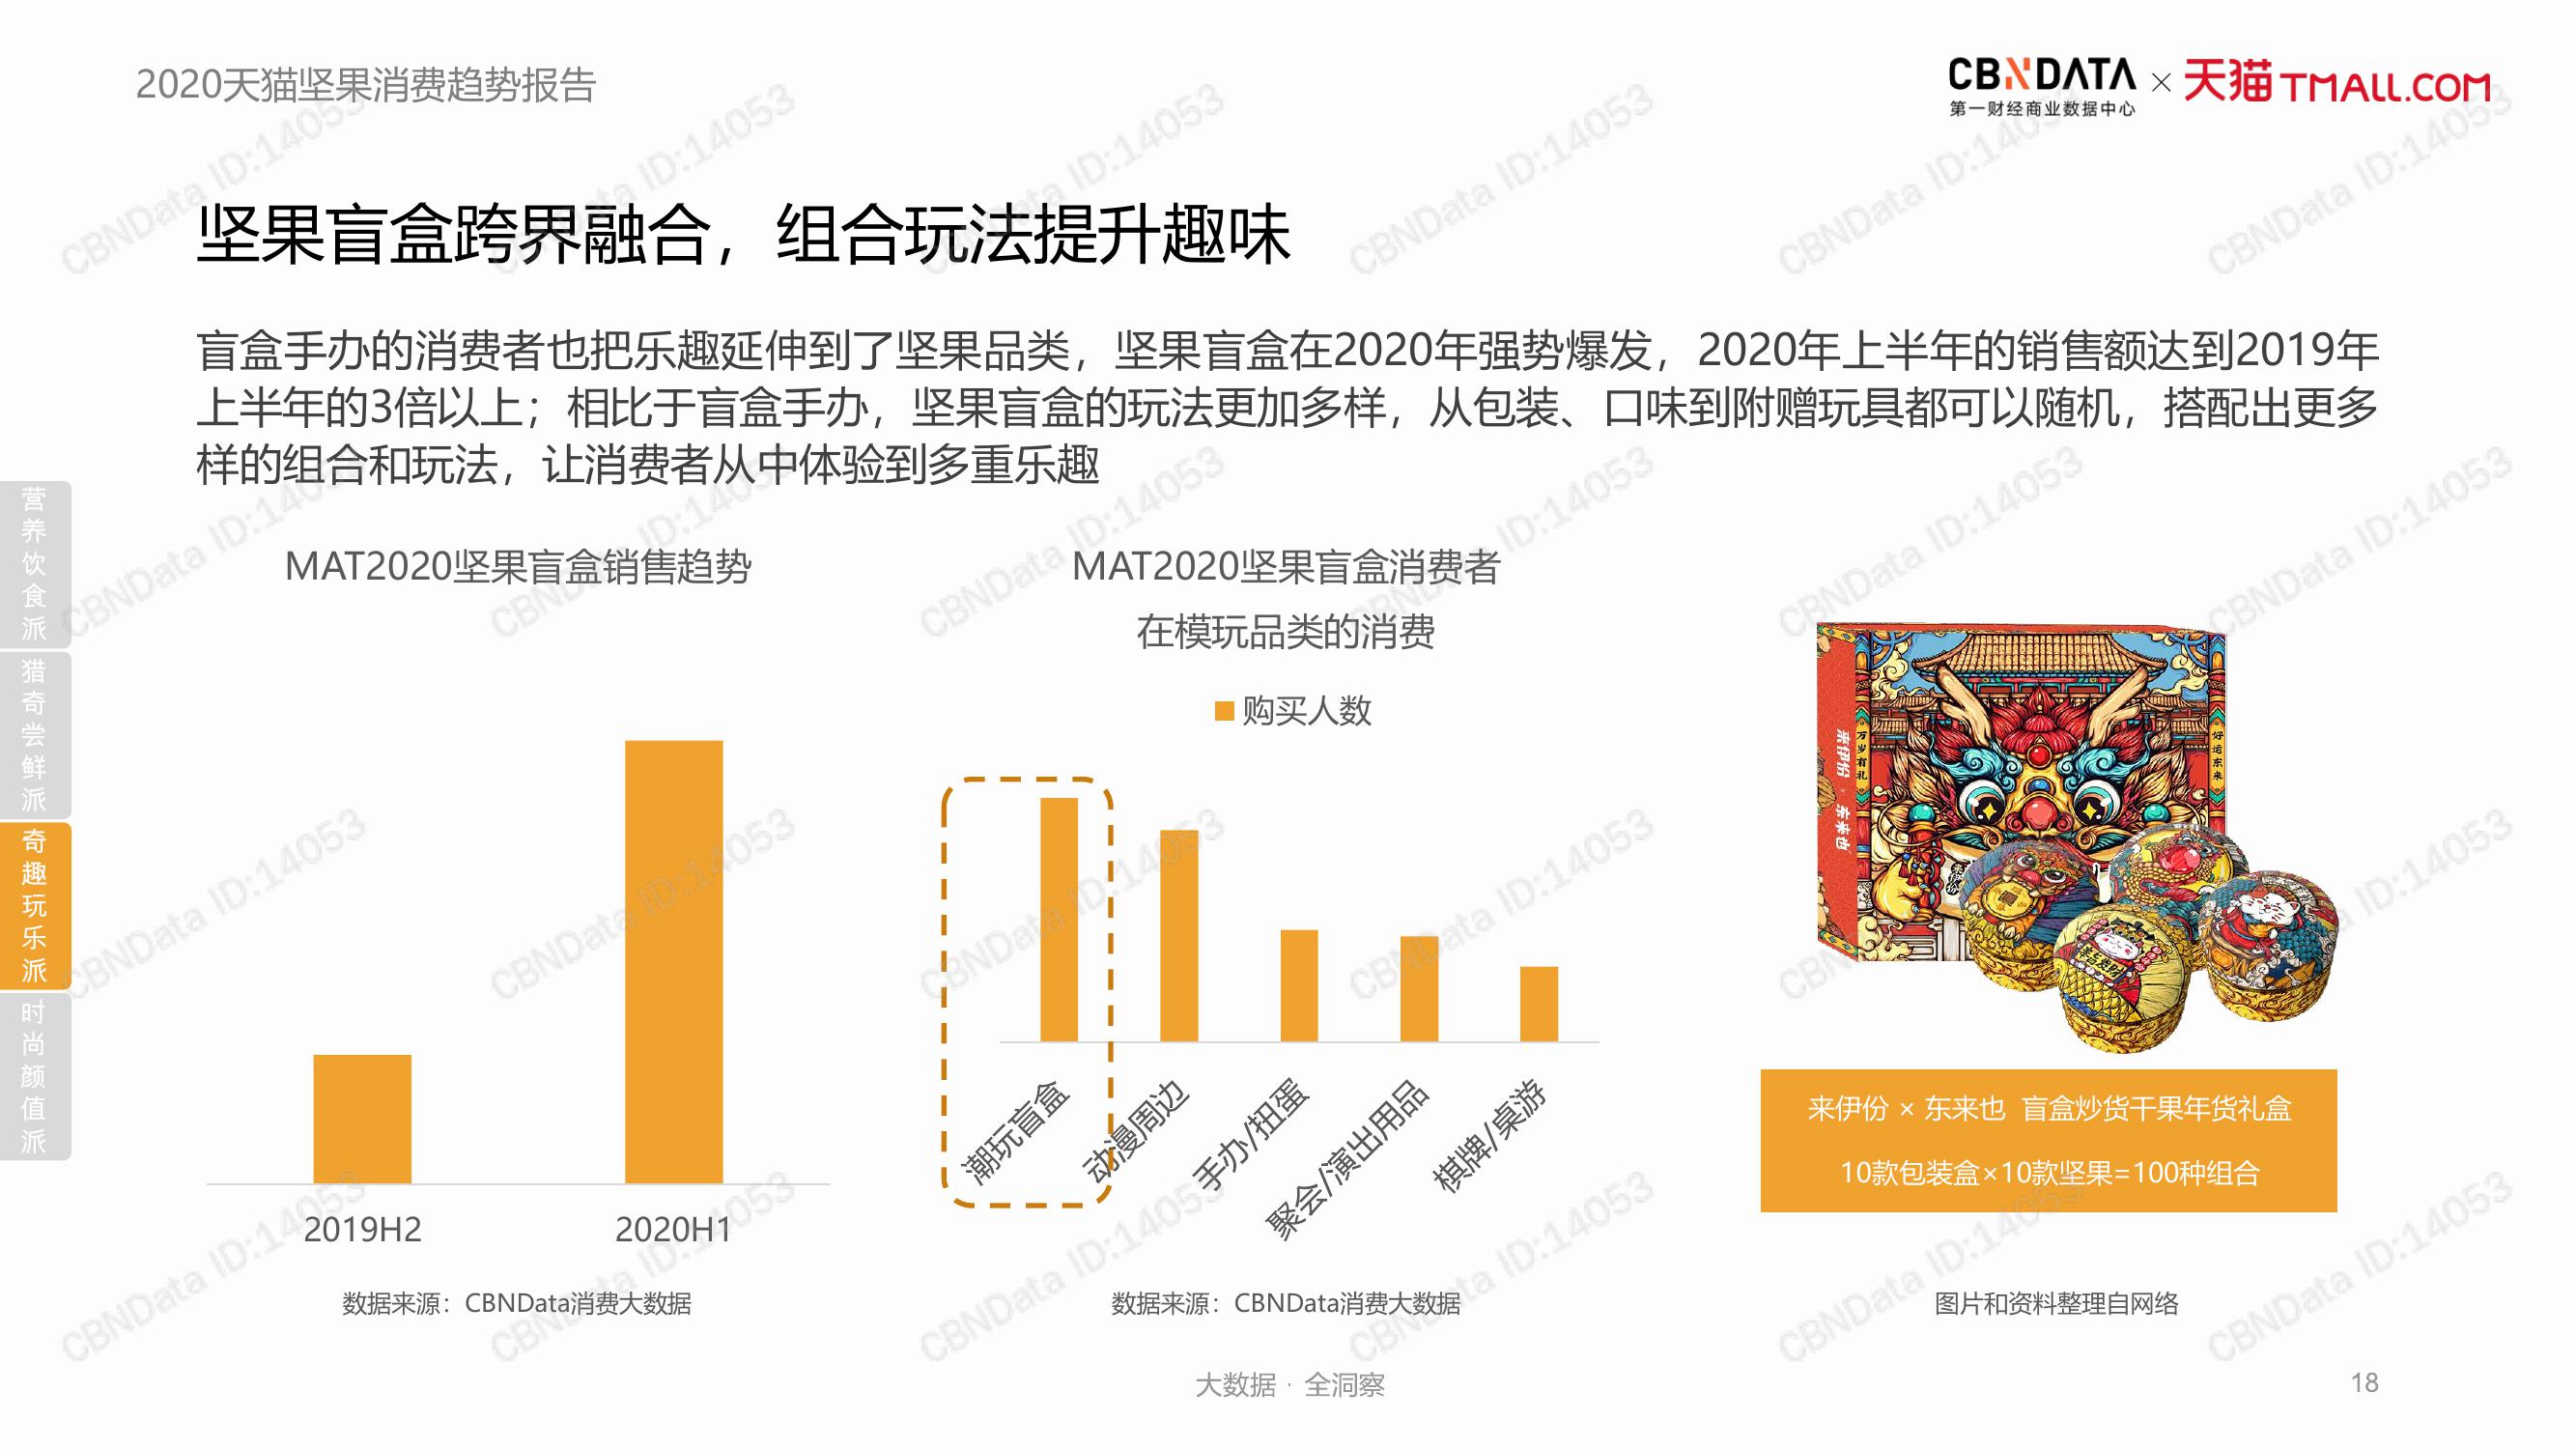 2020天猫坚果消费趋势报告
CBNDATA
第一财经商业数据中心
×
天猫 TMALL.COM
坚果盲盒跨界融合，组合玩法提升趣味
盲盒手办的消费者也把乐趣延伸到了坚果品类，坚果盲盒在2020年强势爆发，2020年上半年的销售额达到2019年
上半年的3倍以上；相比于盲盒手办，坚果盲盒的玩法更加多样，从包装、口味到附赠玩具都可以随机，搭配出更多
样的组合和玩法，让消费者从中体验到多重乐趣
营养饮食派
猎奇尝鲜派
奇趣玩乐派
时尚颜值派
MAT2020坚果盲盒销售趋势
2019H2
2020H1
数据来源：CBNData消费大数据
MAT2020坚果盲盒消费者
在模玩品类的消费
购买人数
潮玩盲盒
动漫周边
手办/扭蛋
聚会/演出用品
棋牌/桌游
数据来源：CBNData消费大数据
来伊份 × 东来也
万岁有礼
好运东来
来伊份 × 东来也 盲盒炒货干果年货礼盒
10款包装盒×10款坚果=100种组合
图片和资料整理自网络
大数据 · 全洞察
18
CBNData ID:14053